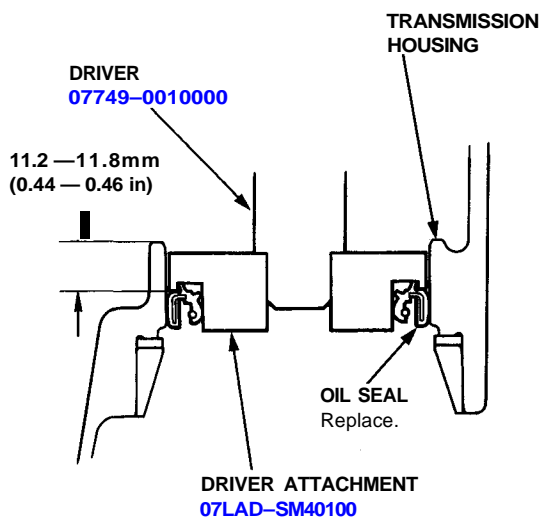 TRANSMISSION
HOUSING
DRIVER
07749–0010000
11.2 —11.8mm
(0.44 — 0.46 in)
OIL SEAL
Replace.
DRIVER ATTACHMENT
07LAD–SM40100